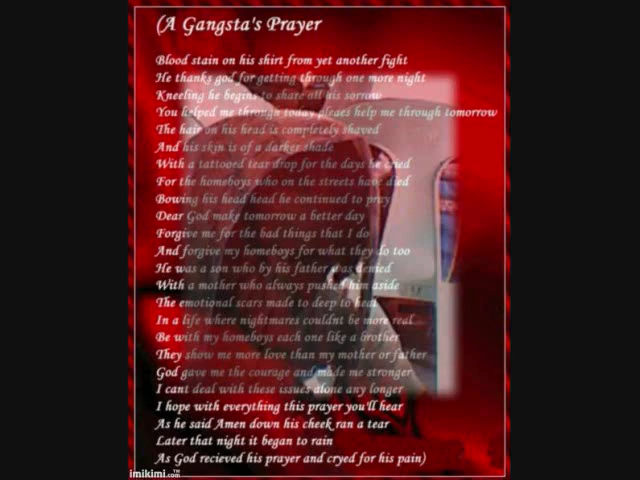 (A Gangsta's Prayer
Blood stain on his shirt from yet another fight
He thanks god for getting through one more night
Kneeling he begins to share all his sorrow
You helped me through today pleaes help me through tomorrow
The hair on his head is completely shaved
And his skin is of a darker shade
With a tattooed tear drop for the days he cried
For the homeboys who on the streets have died
Bowing his head head he continued to pray
Dear God make tomorrow a better day
Forgive me for the bad things that I do
And forgive my homeboys for what they do too
He was a son who by his father was denied
With a mother who always pushed him aside
The emotional scars made to deep to heal
In a life where nightmares couldnt be more real
Be with my homeboys each one like a brother
They show me more love than my mother or father
God gave me the courage and made me stronger
I cant deal with these issues alone any longer
I hope with everything this prayer you'll hear
As he said Amen down his cheek ran a tear
Later that night it began to rain
As God recieved his prayer and cryed for his pain)
imikimi.com™